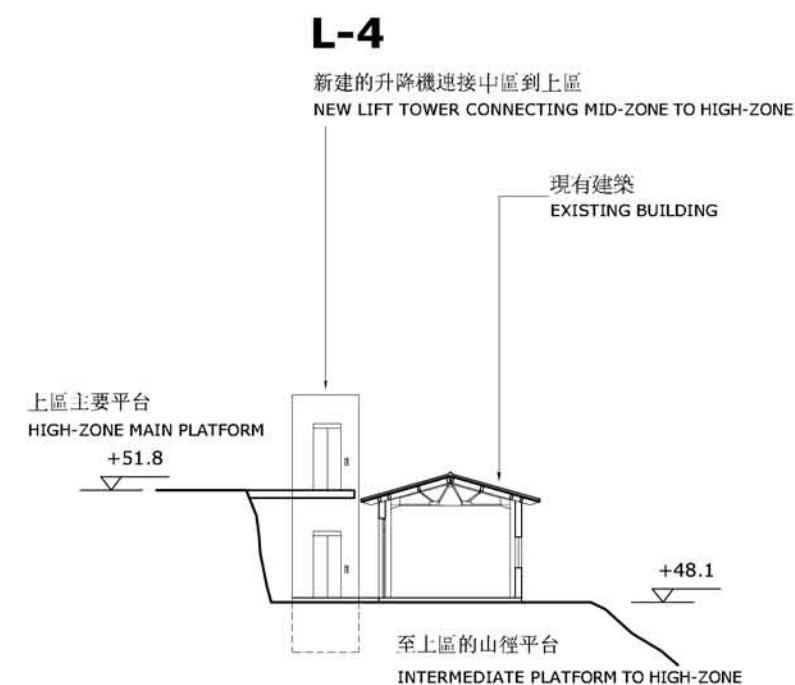 L-4
新建的升降機連接中區到上區
NEW LIFT TOWER CONNECTING MID-ZONE TO HIGH-ZONE
現有建築
EXISTING BUILDING
上區主要平台
HIGH-ZONE MAIN PLATFORM
+51.8
+48.1
至上區的山徑平台
INTERMEDIATE PLATFORM TO HIGH-ZONE